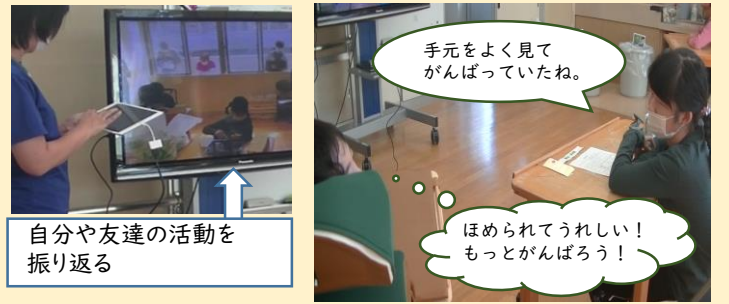 手元をよく見て
がんばっていたね。
自分や友達の活動を
振り返る
ほめられてうれしい！
もっとがんばろう！
Panasonic